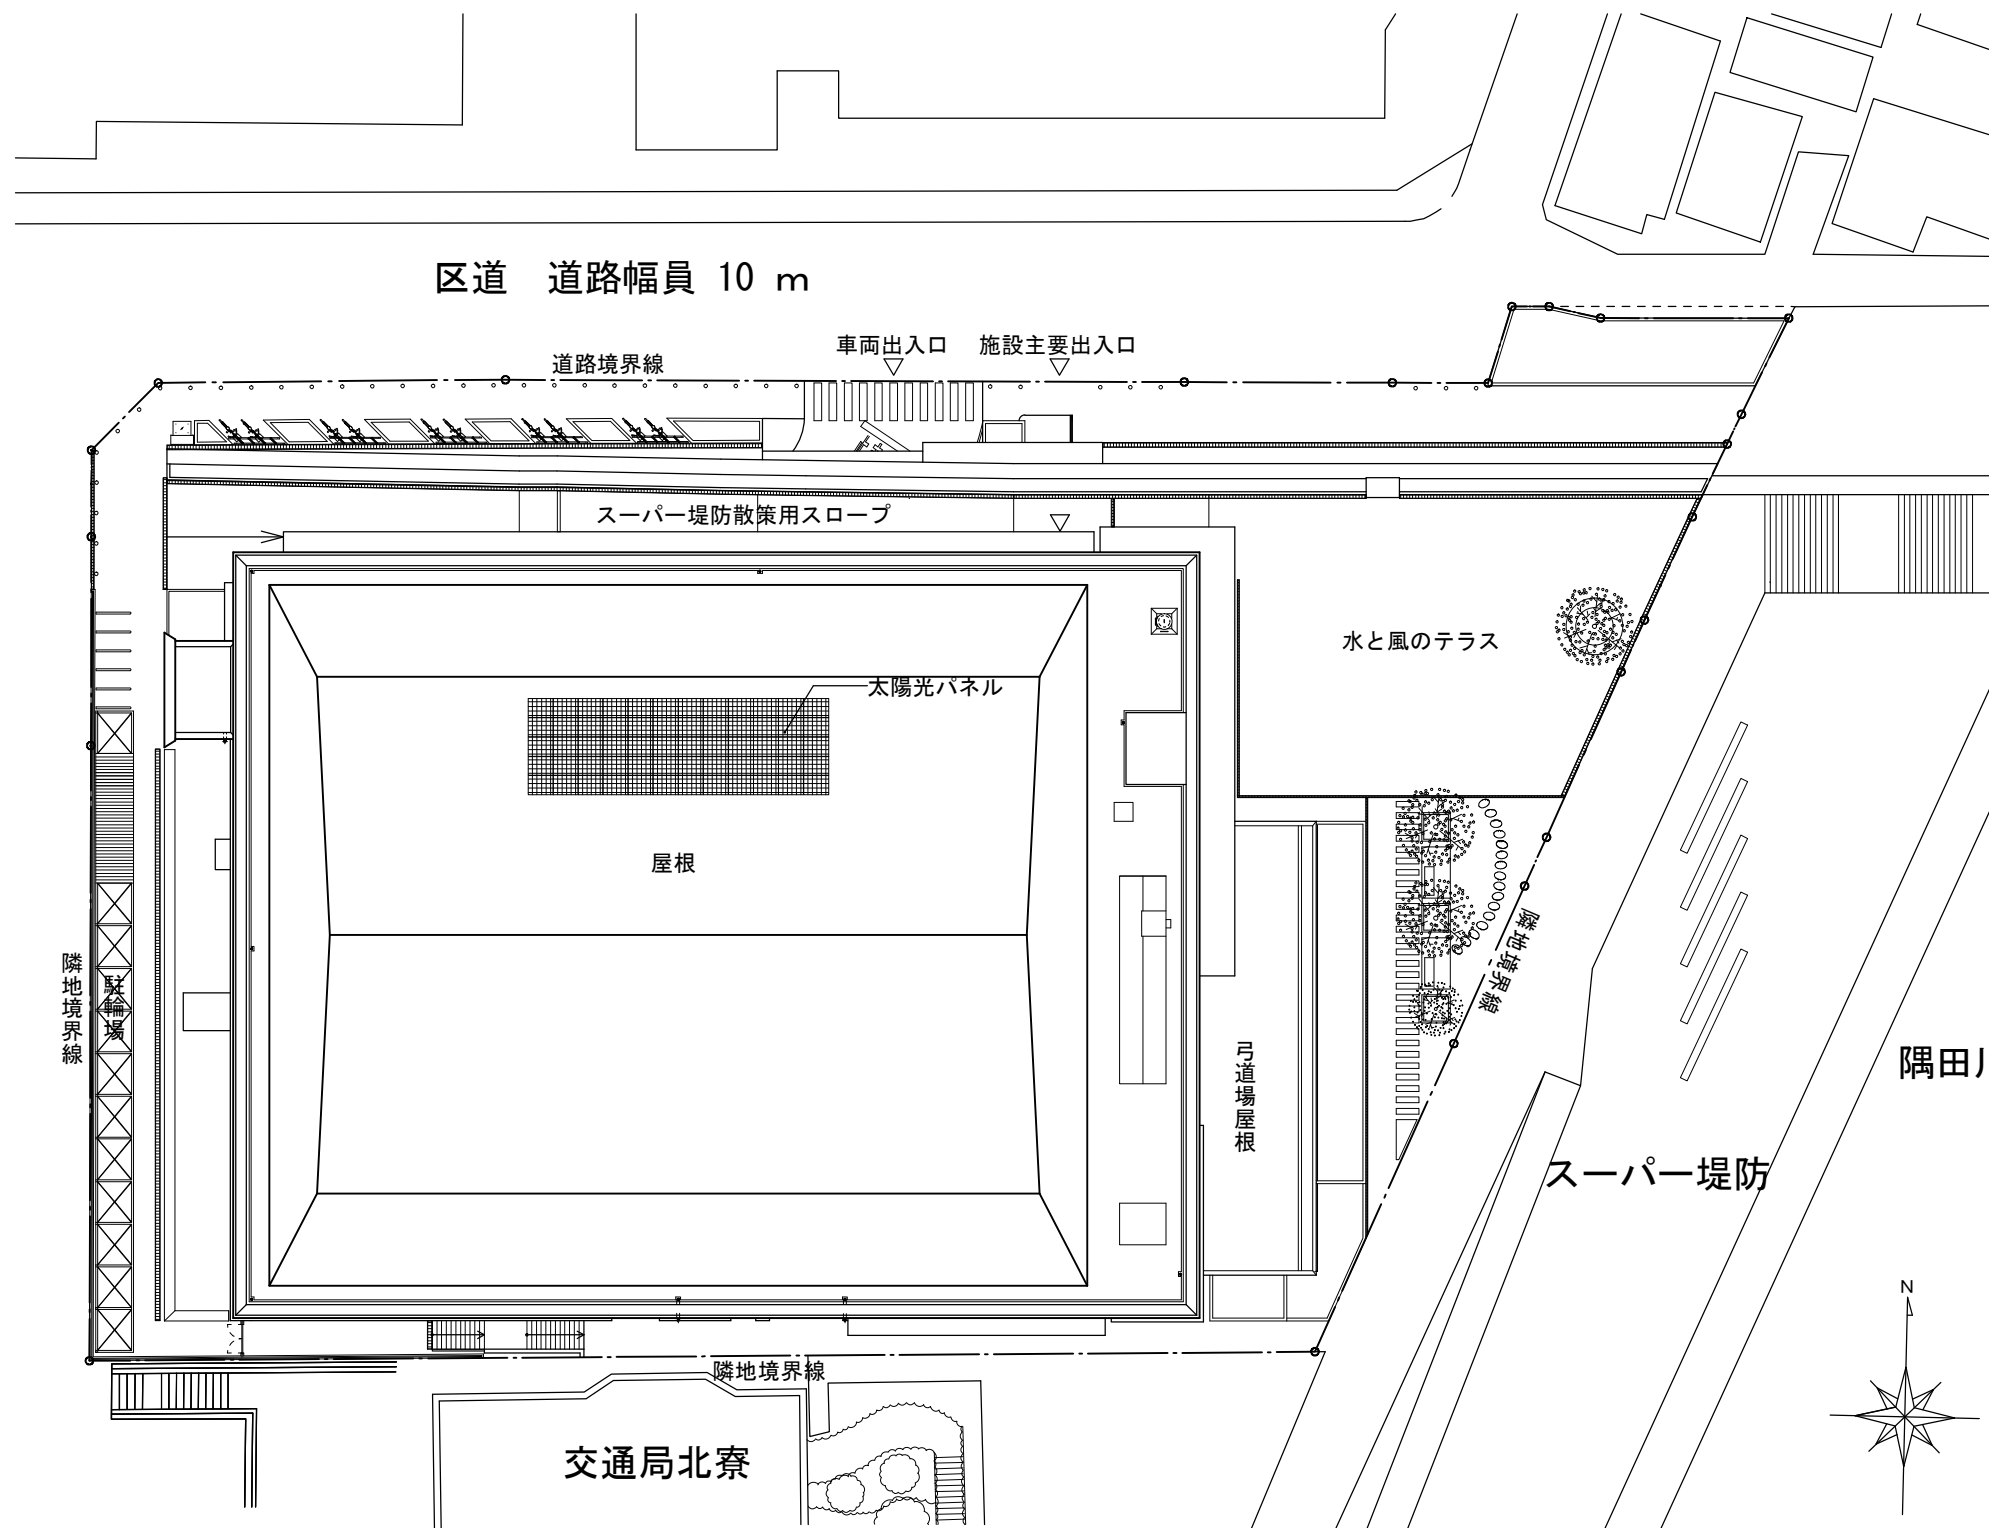 区道　道路幅員 10 ｍ
道路境界線
車両出入口
施設主要出入口
スーパー堤防散策用スロープ
水と風のテラス
太陽光パネル
屋根
隣地境界線
駐輪場
弓道場屋根
隣地境界線
隅田川
スーパー堤防
隣地境界線
交通局北寮
N